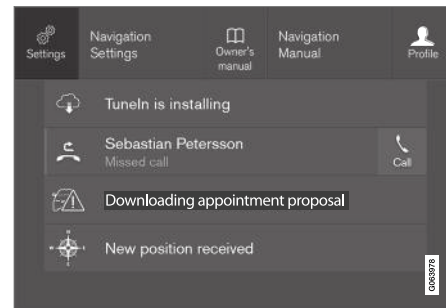 Settings
Navigation
Settings
Owner's
manual
Navigation
Manual
Profile
TuneIn is installing
Sebastian Petersson
Missed call
Call
Downloading appointment proposal
New position received
G063978